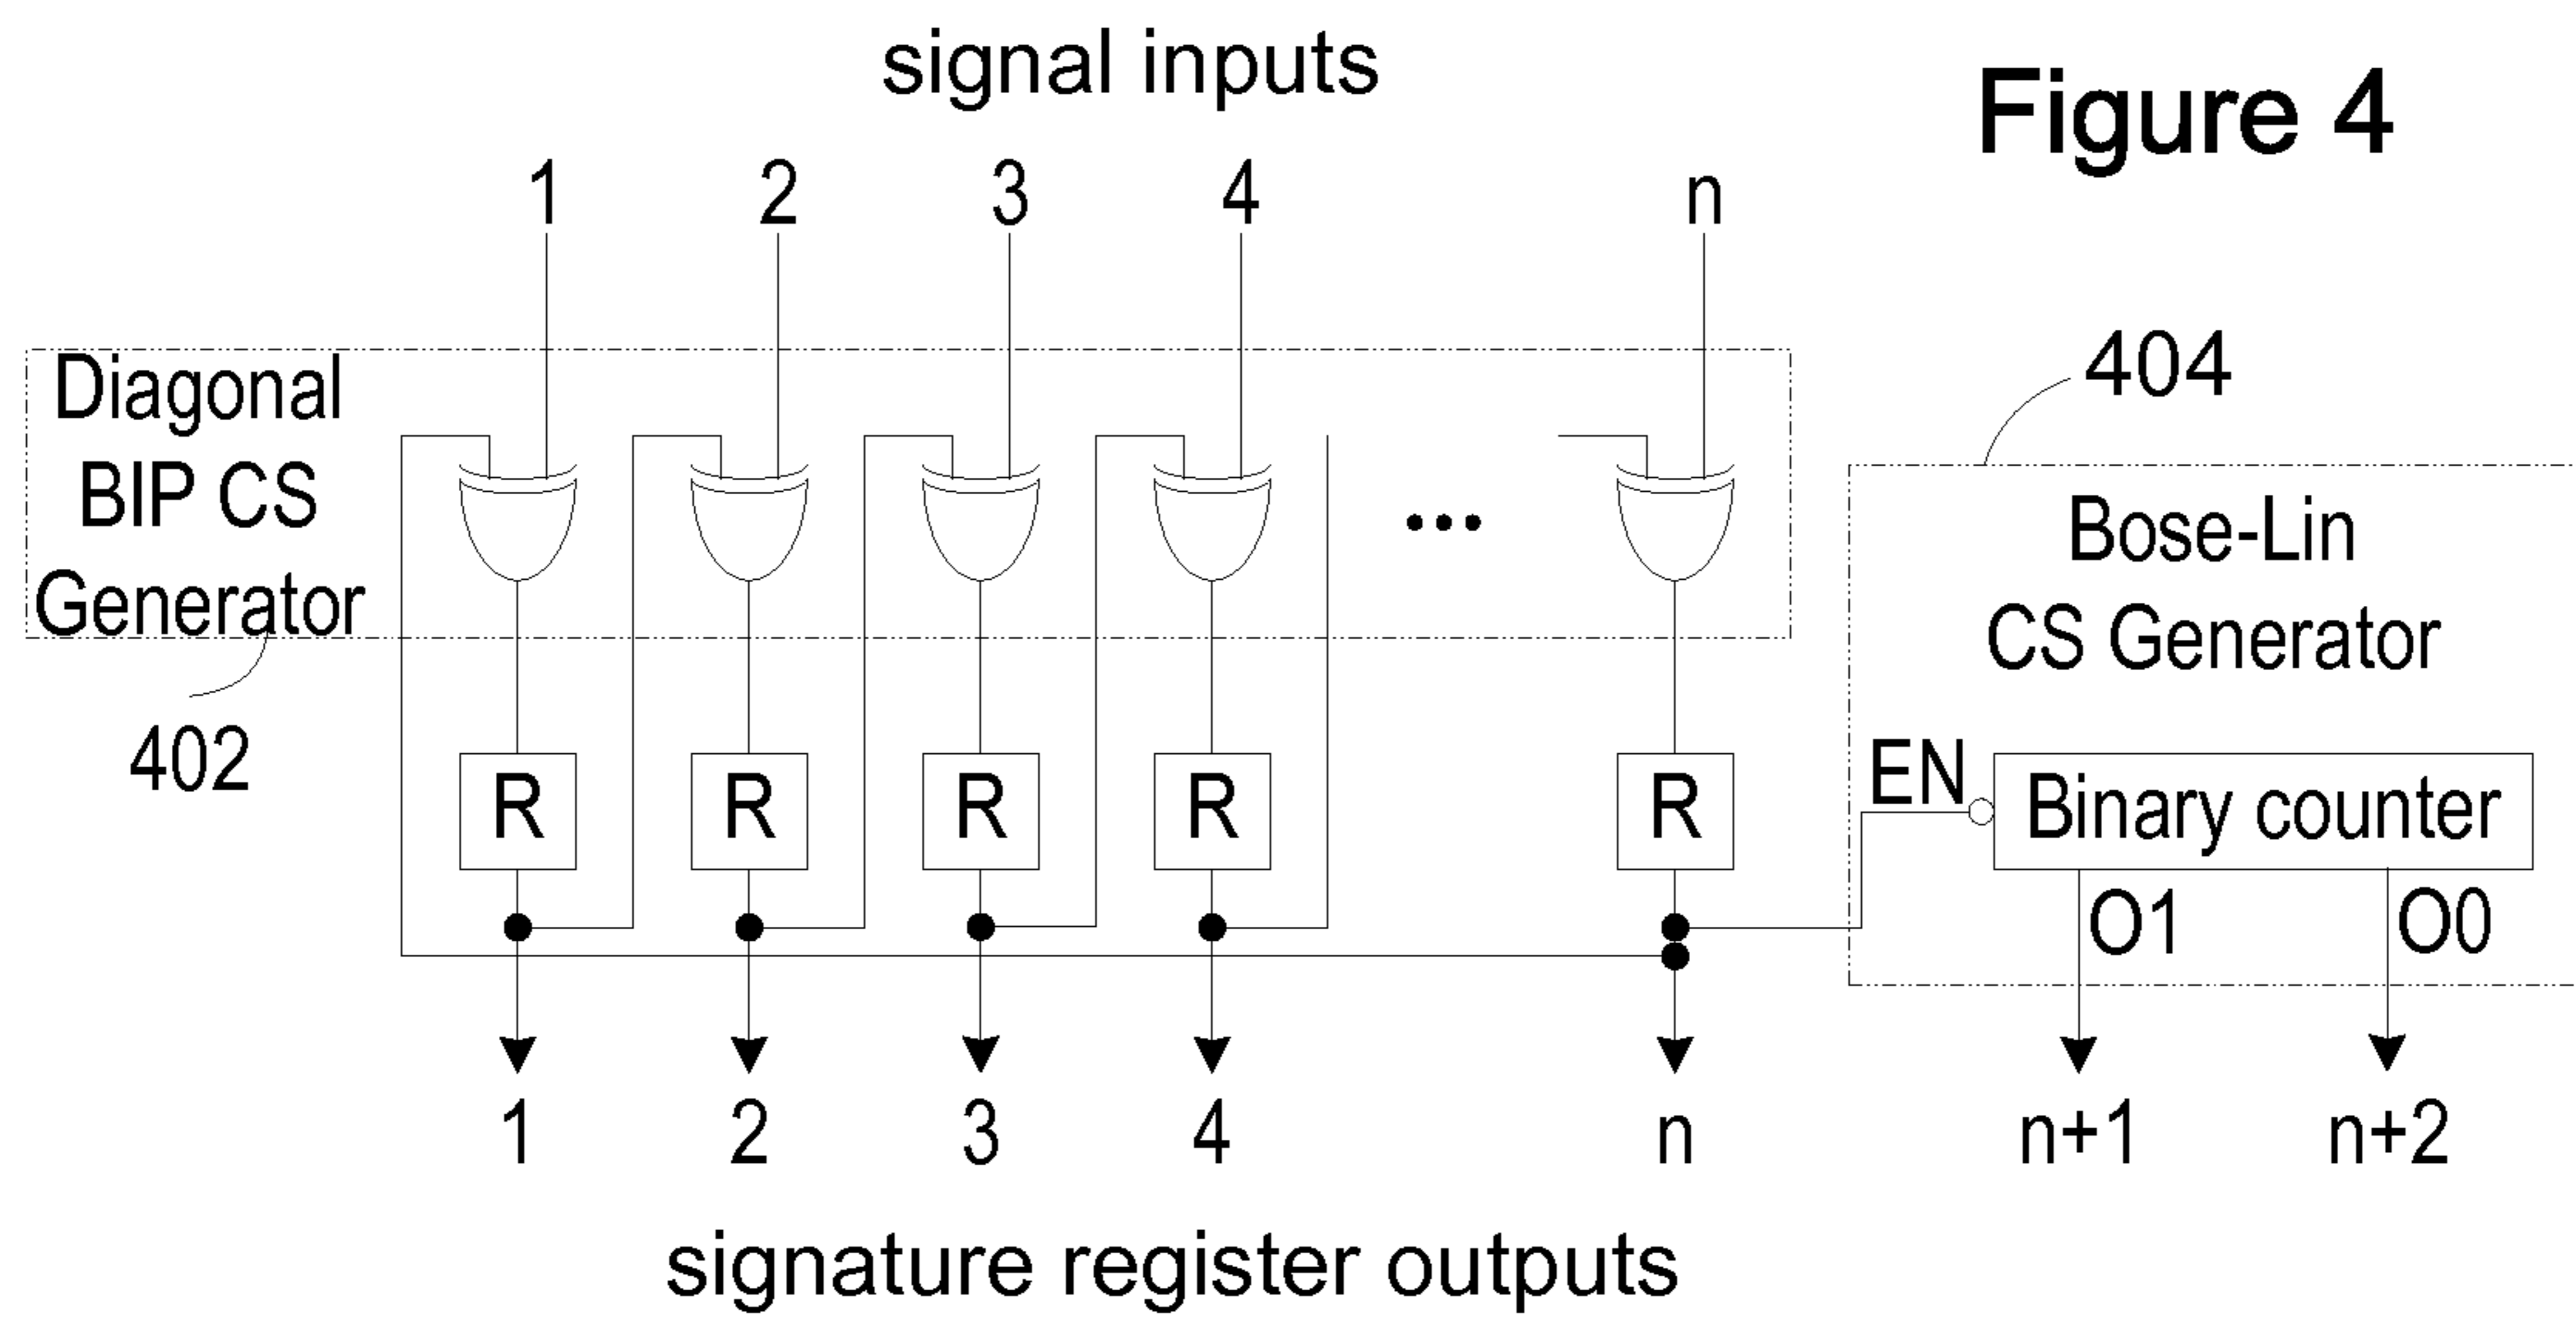 signal inputs
Figure 4
1 2 3 4 n
Diagonal
BIP CS
Generator
402
404
Bose-Lin
CS Generator
•••
R R R R R
EN
Binary counter
O1 O0
1 2 3 4 n n+1 n+2
signature register outputs